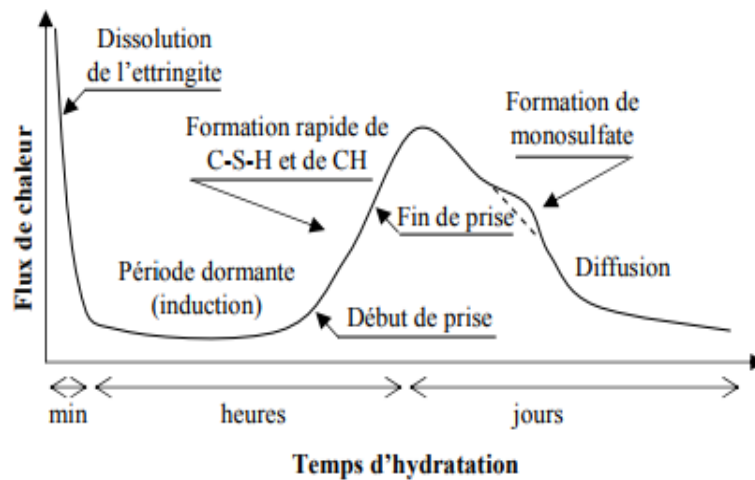 Dissolution
de l'ettringite
Formation rapide de
C-S-H et de CH
Formation de
monosulfate
Fin de prise
Flux de chaleur
Période dormante
(induction)
Diffusion
Début de prise
min
heures
jours
Temps d'hydratation